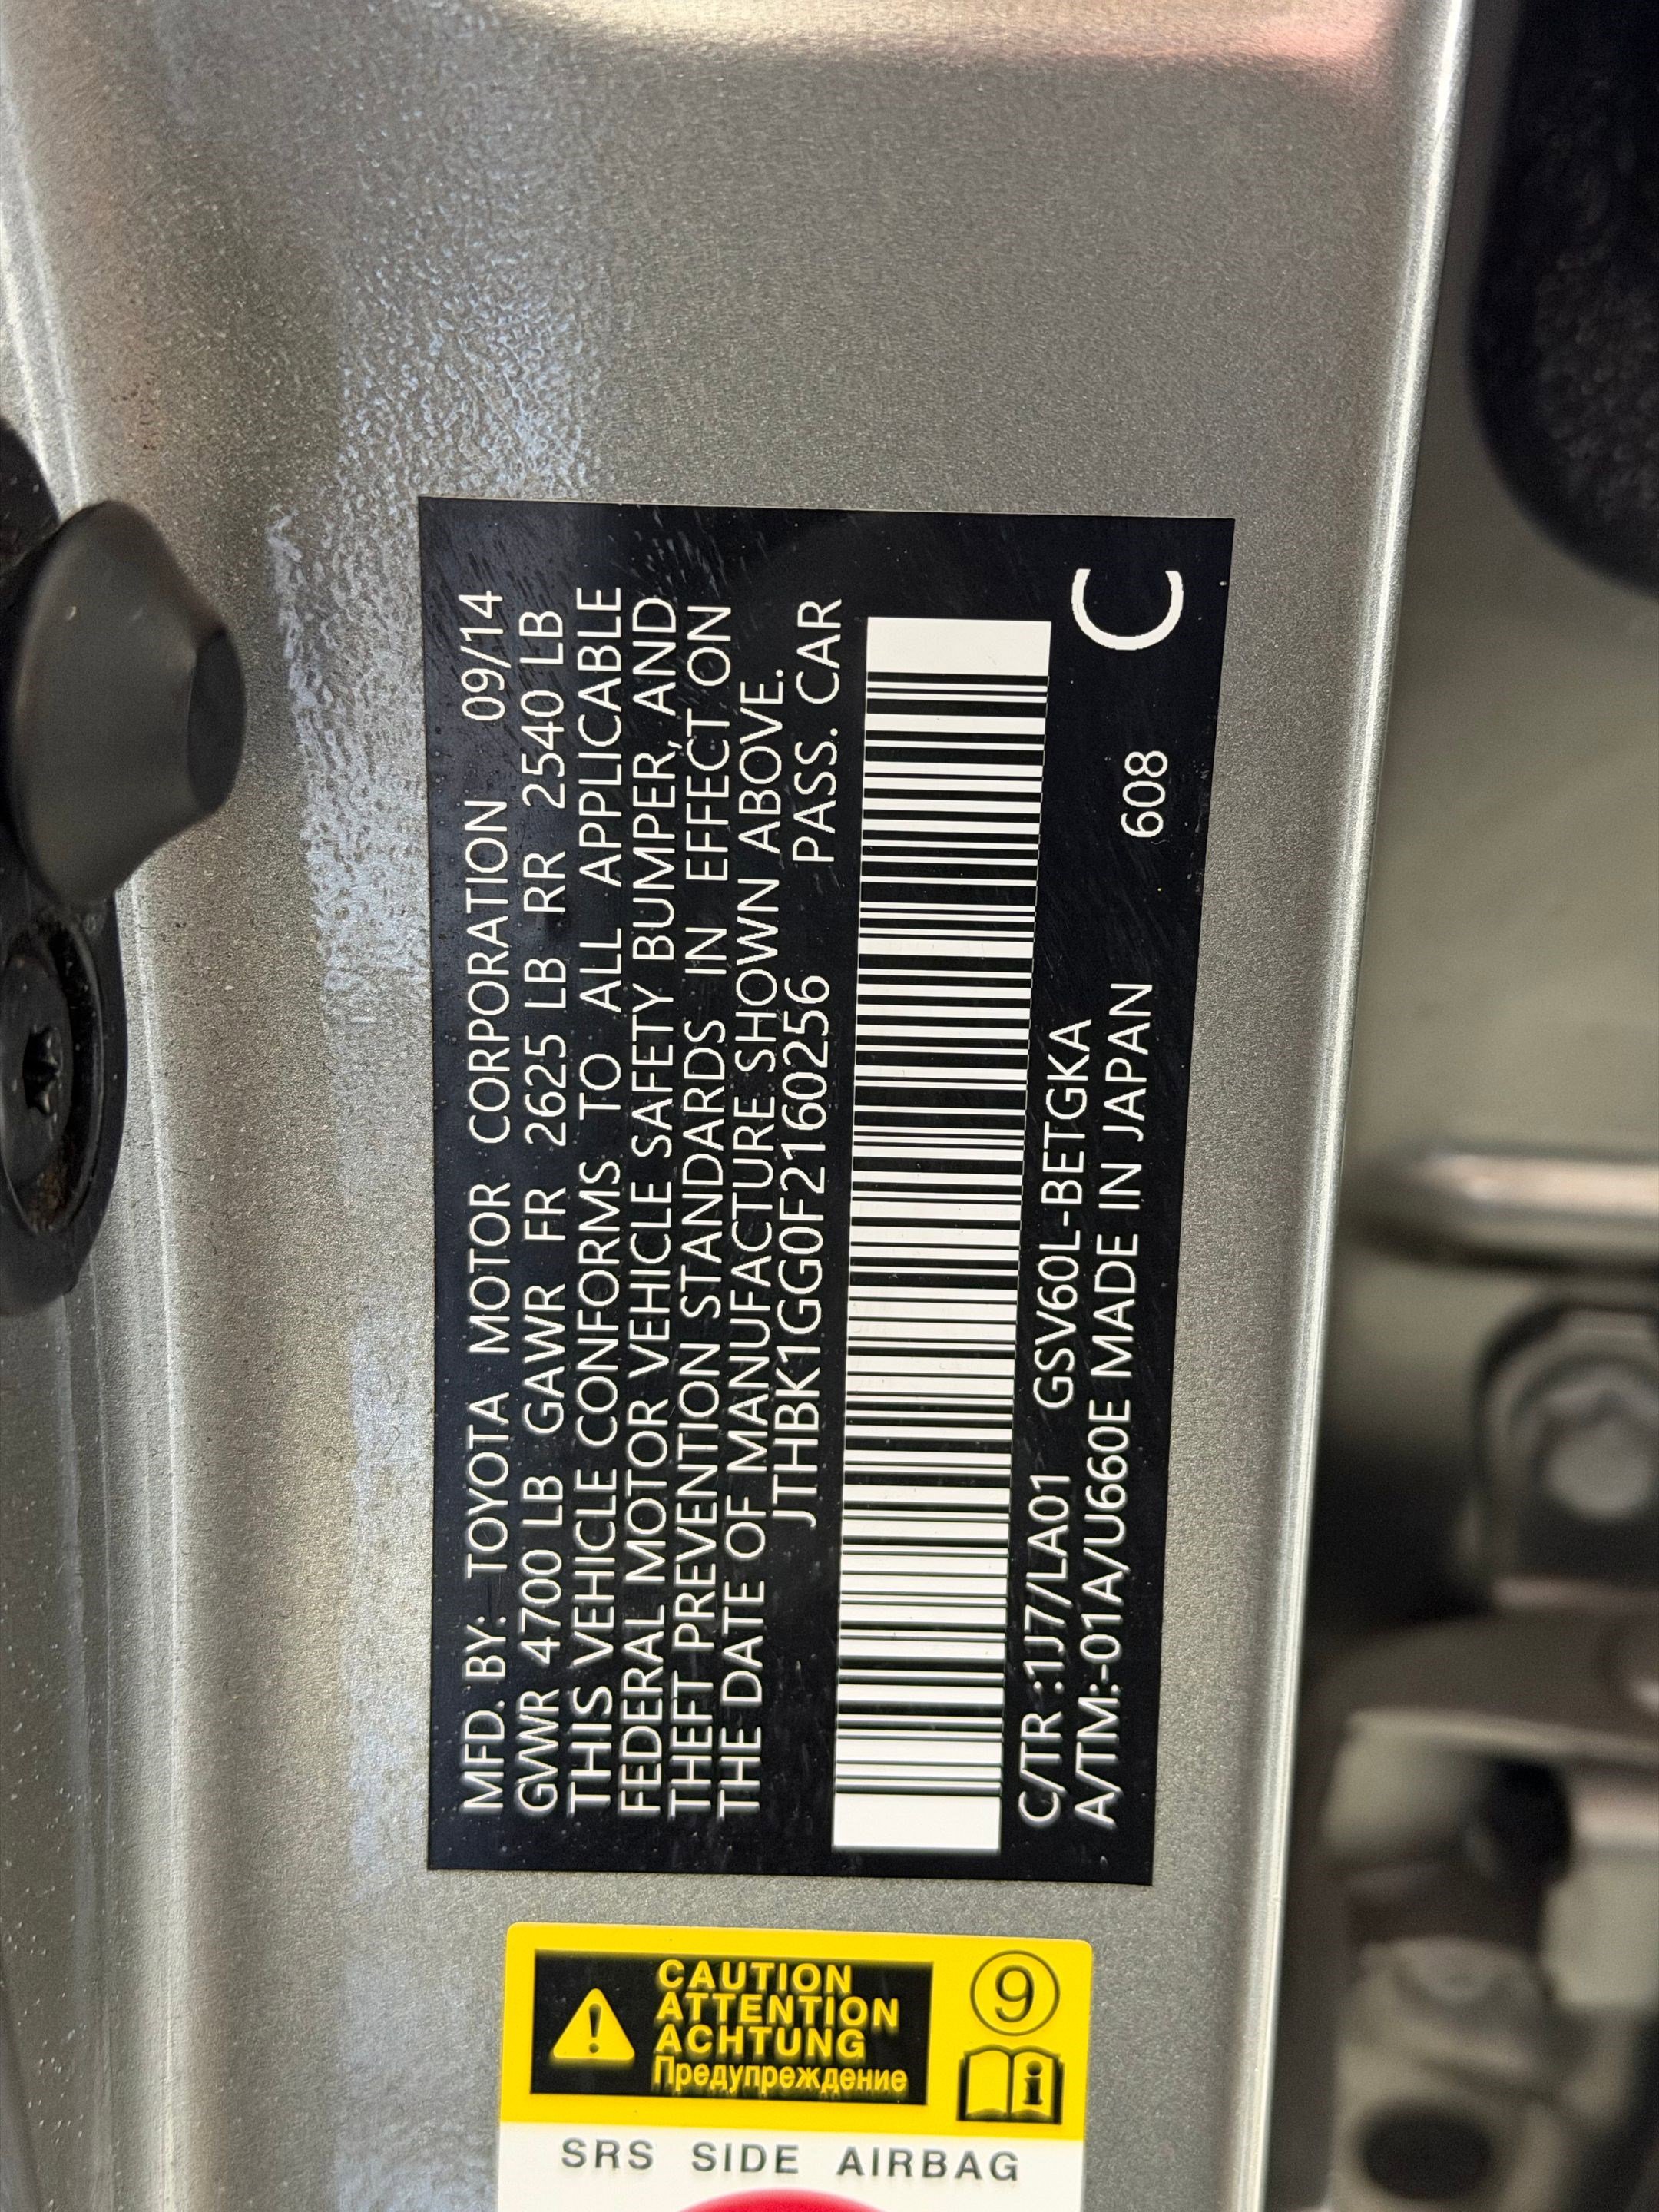 MFD. BY: TOYOTA MOTOR CORPORATION 09/14
GVWR 4700 LB GAWR FR 2625 LB RR 2540 LB
THIS VEHICLE CONFORMS TO ALL APPLICABLE
FEDERAL MOTOR VEHICLE SAFETY BUMPER, AND
THEFT PREVENTION STANDARDS IN EFFECT ON
THE DATE OF MANUFACTURE SHOWN ABOVE.
JTHBK1GG0F2160256 PASS. CAR
C/TR :1J7/LA01 GSV60L-BETGKA
A/TM:-01A/U660E MADE IN JAPAN 608 C
CAUTION
ATTENTION
ACHTUNG
Предупреждение
9
i
SRS SIDE AIRBAG